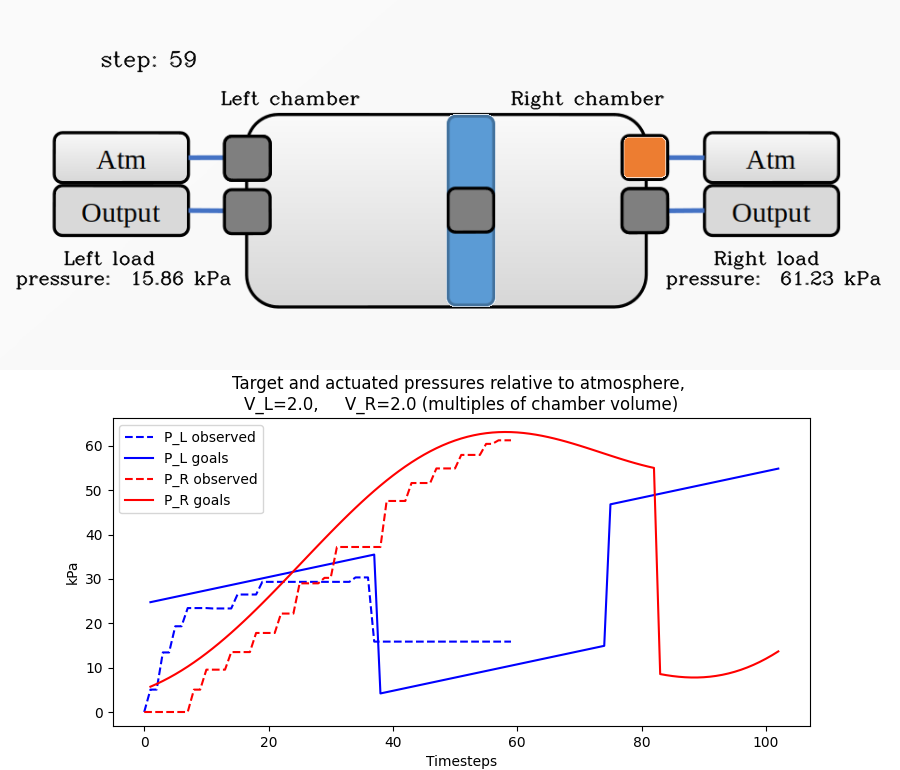 step: 59
Left chamber
Right chamber
Atm
Atm
Output
Output
Left load
pressure: 15.86 kPa
Right load
pressure: 61.23 kPa
Target and actuated pressures relative to atmosphere,
V_L=2.0, V_R=2.0 (multiples of chamber volume)
P_L observed
P_L goals
P_R observed
P_R goals
kPa
60
50
40
30
20
10
0
0 20 40 60 80 100
Timesteps